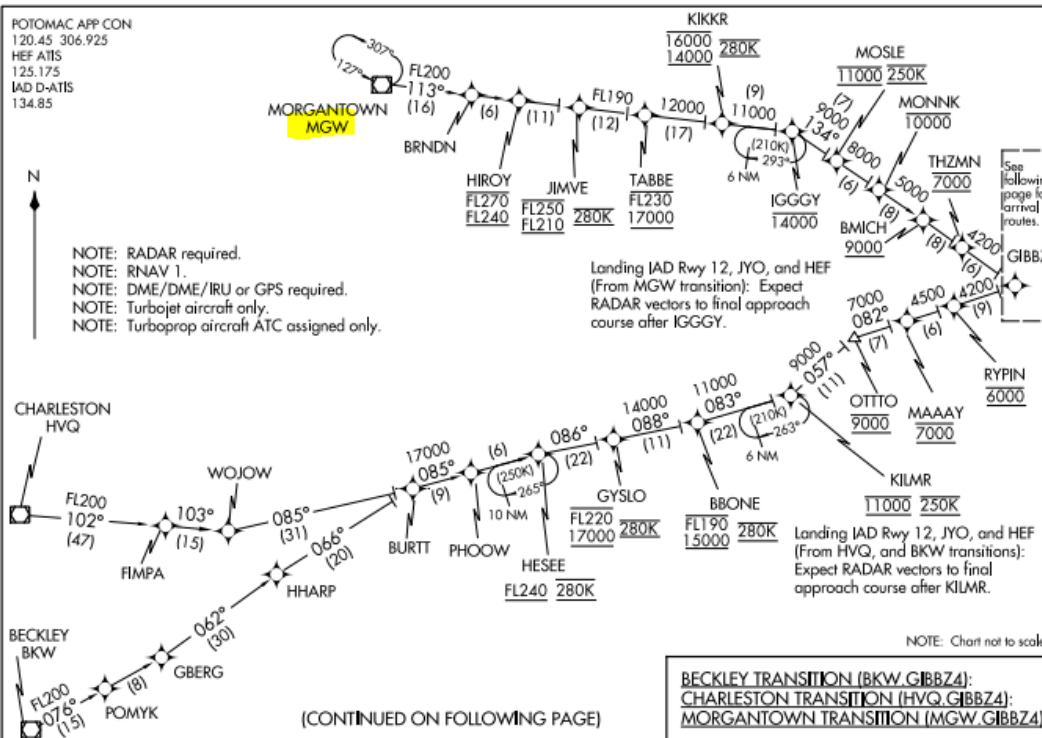 POTOMAC APP CON
120.45 306.925
HEF ATIS
125.175
IAD D-ATIS
134.85
307°
127°
MORGANTOWN
MGW
FL200
113°
(16)
BRNDN
(6)
HIROY
FL270
FL240
(11)
JIMVE
FL250
FL210
280K
FL190
(12)
TABBE
FL230
17000
12000
(17)
KIKKR
16000
14000
280K
(9)
11000
(210K)
293°
6 NM
IGGGY
14000
(7)
9000
134°
MOSLE
11000 250K
8000
(6)
MONNK
10000
5000
(8)
BMICH
9000
(8)
THZMN
7000
4200
(6)
See
following
page fo
arrival
routes.
GIBBZ
N
NOTE: RADAR required.
NOTE: RNAV 1.
NOTE: DME/DME/IRU or GPS required.
NOTE: Turbojet aircraft only.
NOTE: Turboprop aircraft ATC assigned only.
Landing IAD Rwy 12, JYO, and HEF
(From MGW transition): Expect
RADAR vectors to final approach
course after IGGGY.
CHARLESTON
HVQ
FL200
102°
(47)
FIMPA
103°
(15)
WOJOW
085°
(31)
BECKLEY
BKW
FL200
076°
(15)
POMYK
(8)
GBERG
062°
(30)
HHARP
066°
(20)
BURTT
17000
085°
(9)
PHOOW
(6)
(250K)
265°
10 NM
HESEE
FL240 280K
086°
(22)
GYSLO
FL220
17000
280K
14000
088°
(11)
BBONE
FL190
15000
280K
11000
083°
(22)
(210K)
263°
6 NM
KILMR
11000 250K
9000
057°
(11)
OTTTO
9000
7000
082°
(7)
MAAAY
7000
4500
(6)
RYPIN
6000
4200
(9)
Landing IAD Rwy 12, JYO, and HEF
(From HVQ, and BKW transitions):
Expect RADAR vectors to final
approach course after KILMR.
NOTE: Chart not to scale
(CONTINUED ON FOLLOWING PAGE)
BECKLEY TRANSITION (BKW.GIBBZ4):
CHARLESTON TRANSITION (HVQ.GIBBZ4):
MORGANTOWN TRANSITION (MGW.GIBBZ4)